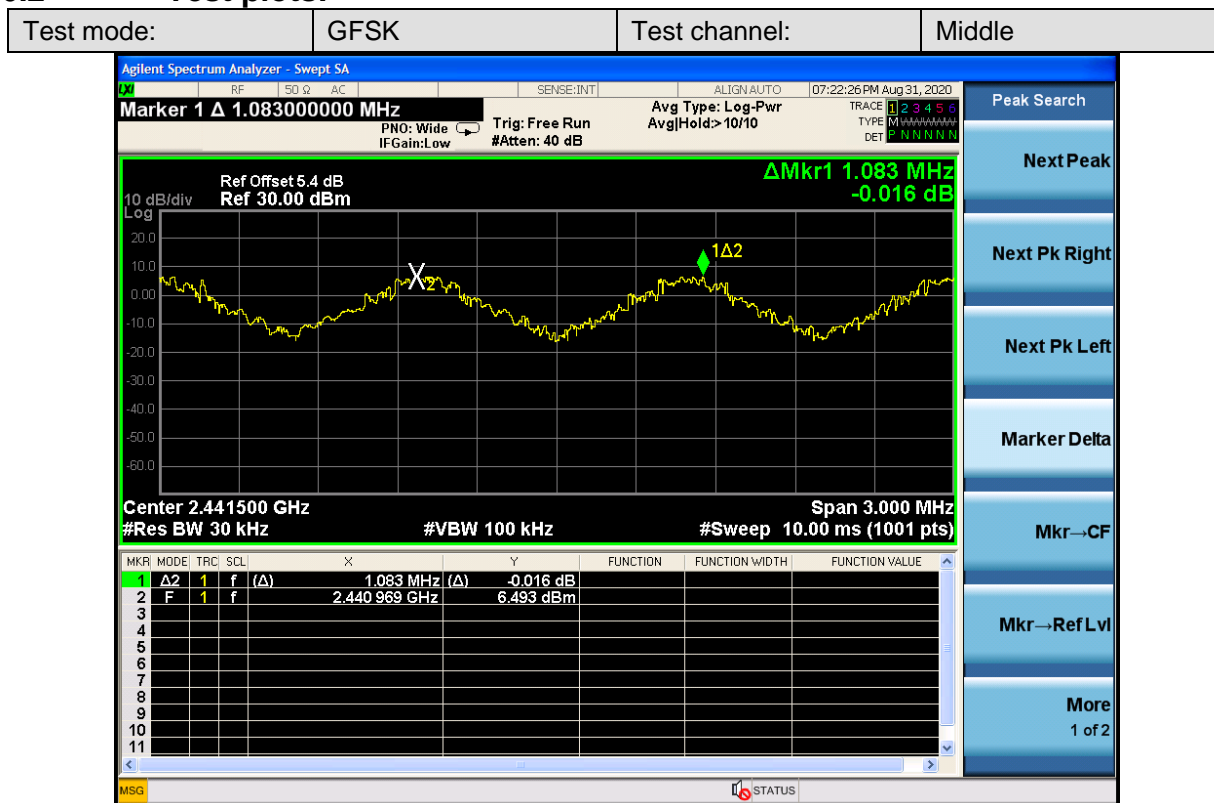 Test mode: GFSK Test channel: Middle
Agilent Spectrum Analyzer - Swept SA
LXI RF 50 Ω AC SENSE:INT ALIGN AUTO 07:22:26 PM Aug 31, 2020
Marker 1 Δ 1.083000000 MHz
PNO: Wide
IFGain:Low
Trig: Free Run
#Atten: 40 dB
Avg Type: Log-Pwr
Avg|Hold:>10/10
TRACE 1 2 3 4 5 6
TYPE M
DET P N N N N N
Peak Search
Next Peak
Next Pk Right
Next Pk Left
Marker Delta
Mkr→CF
Mkr→Ref Lvl
More
1 of 2
ΔMkr1 1.083 MHz
-0.016 dB
Ref Offset 5.4 dB
10 dB/div Ref 30.00 dBm
Log
20.0
10.0
0.00
-10.0
-20.0
-30.0
-40.0
-50.0
-60.0
X2
1Δ2
Center 2.441500 GHz Span 3.000 MHz
#Res BW 30 kHz #VBW 100 kHz #Sweep 10.00 ms (1001 pts)
MKR MODE TRC SCL X Y FUNCTION FUNCTION WIDTH FUNCTION VALUE
1 Δ2 1 f (Δ) 1.083 MHz (Δ) -0.016 dB
2 F 1 f 2.440 969 GHz 6.493 dBm
3
4
5
6
7
8
9
10
11
MSG STATUS